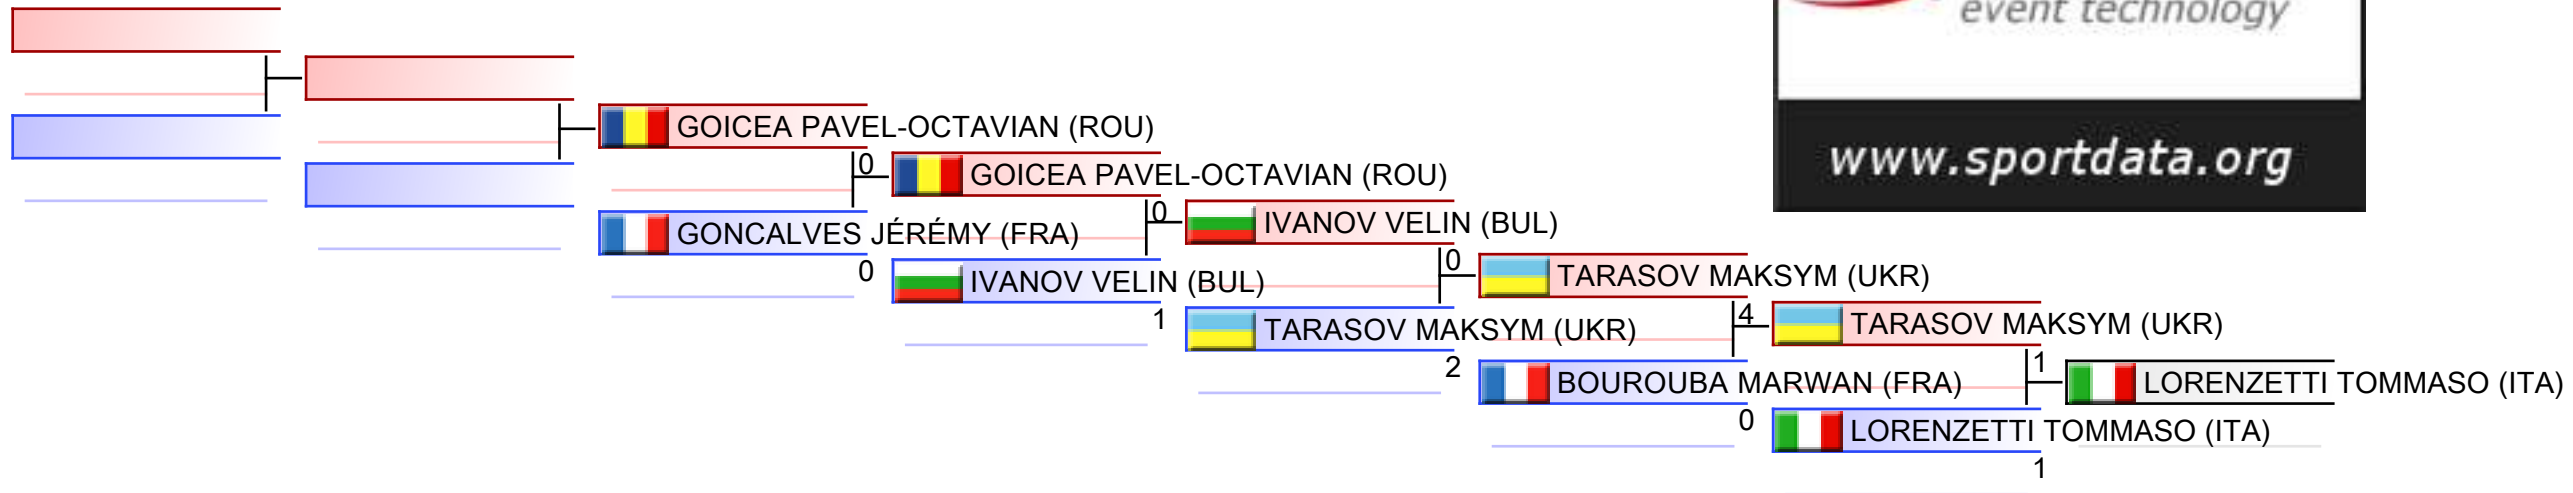 event technology
www.sportdata.org
GOICEA PAVEL-OCTAVIAN (ROU)
0
GOICEA PAVEL-OCTAVIAN (ROU)
GONCALVES JÉRÉMY (FRA)
0
0
IVANOV VELIN (BUL)
IVANOV VELIN (BUL)
1
0
TARASOV MAKSYM (UKR)
TARASOV MAKSYM (UKR)
2
4
TARASOV MAKSYM (UKR)
BOUROUBA MARWAN (FRA)
0
1
LORENZETTI TOMMASO (ITA)
LORENZETTI TOMMASO (ITA)
1